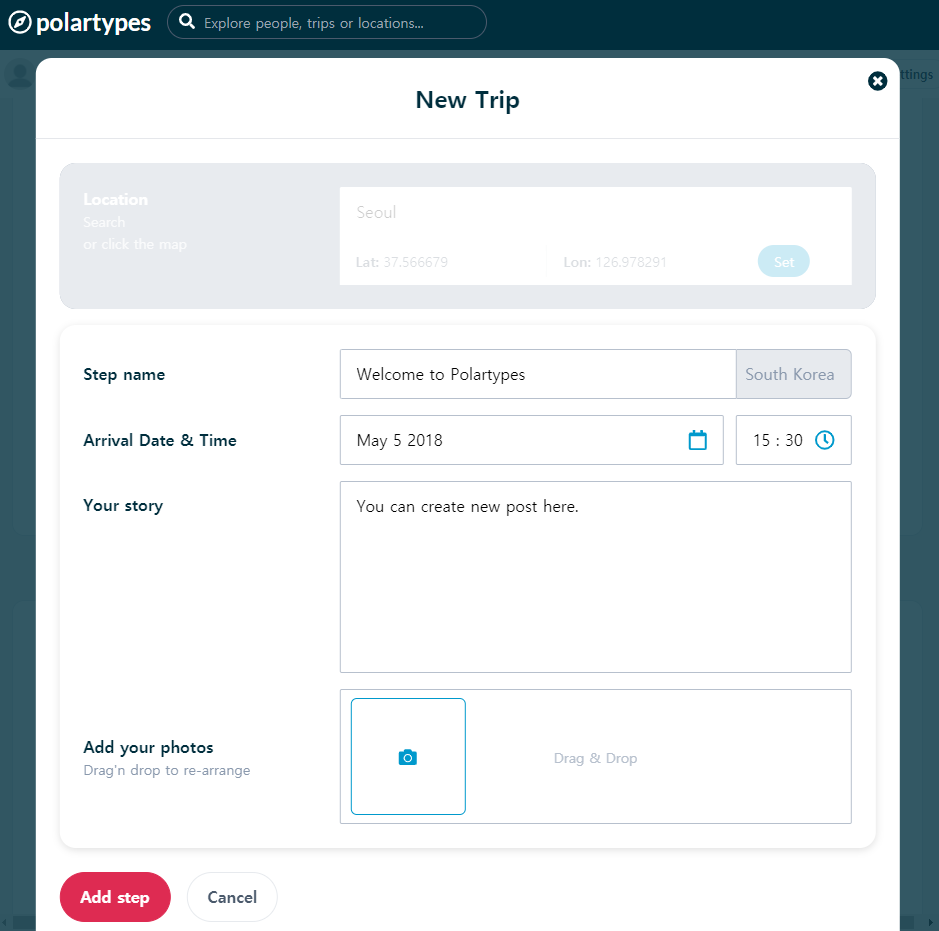 polartypes
Explore people, trips or locations...
ttings
New Trip
Location
Search
or click the map
Seoul
Lat: 37.566679
Lon: 126.978291
Set
Step name
Welcome to Polartypes
South Korea
Arrival Date & Time
May 5 2018
15 : 30
Your story
You can create new post here.
Add your photos
Drag'n drop to re-arrange
Drag & Drop
Add step
Cancel